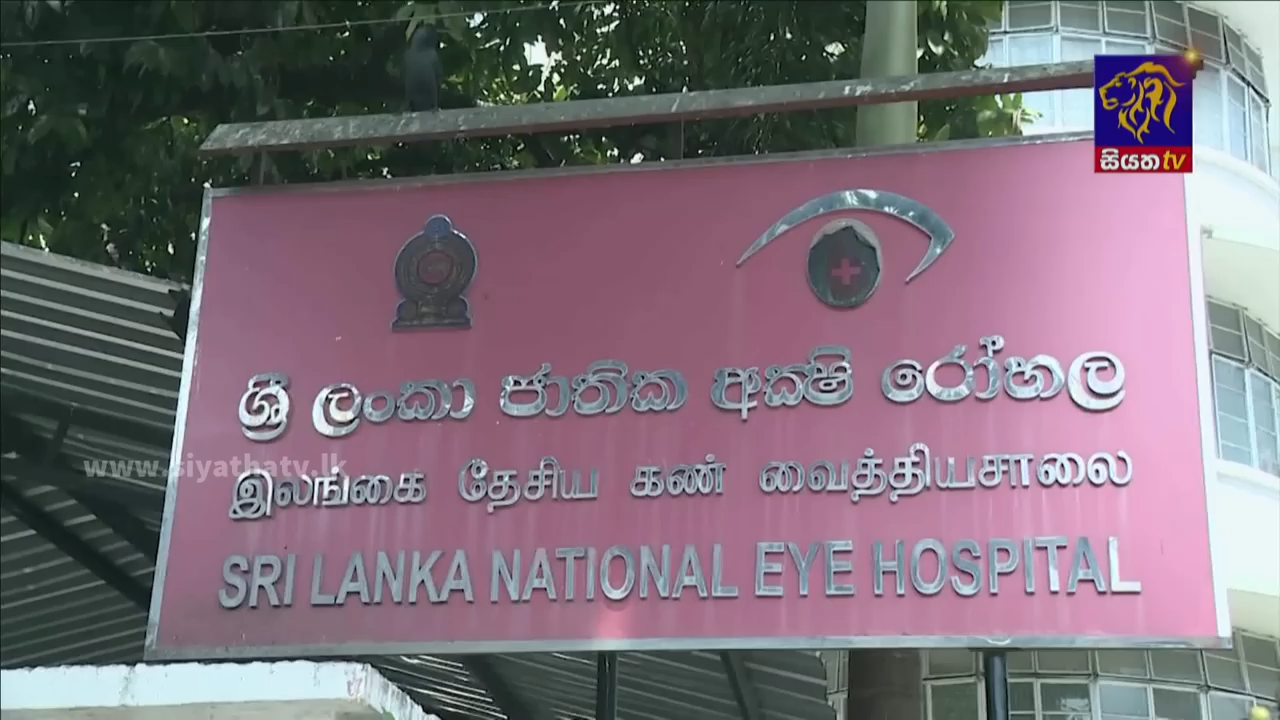 සියත tv
ශ්‍රී ලංකා ජාතික අක්ෂි රෝහල
www.siyathatv.lk
இலங்கை தேசிய கண் வைத்தியசாலை
SRI LANKA NATIONAL EYE HOSPITAL